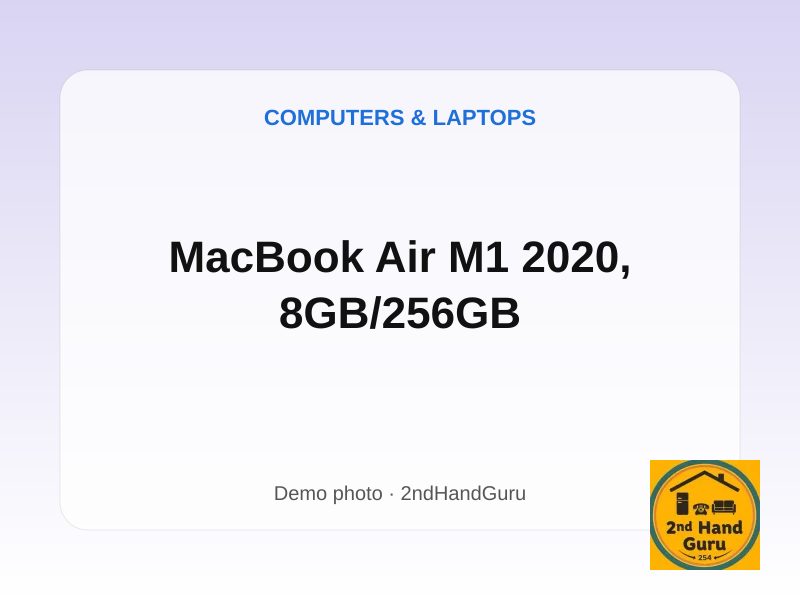 COMPUTERS & LAPTOPS
MacBook Air M1 2020,
8GB/256GB
Demo photo · 2ndHandGuru
2nd Hand
Guru
254